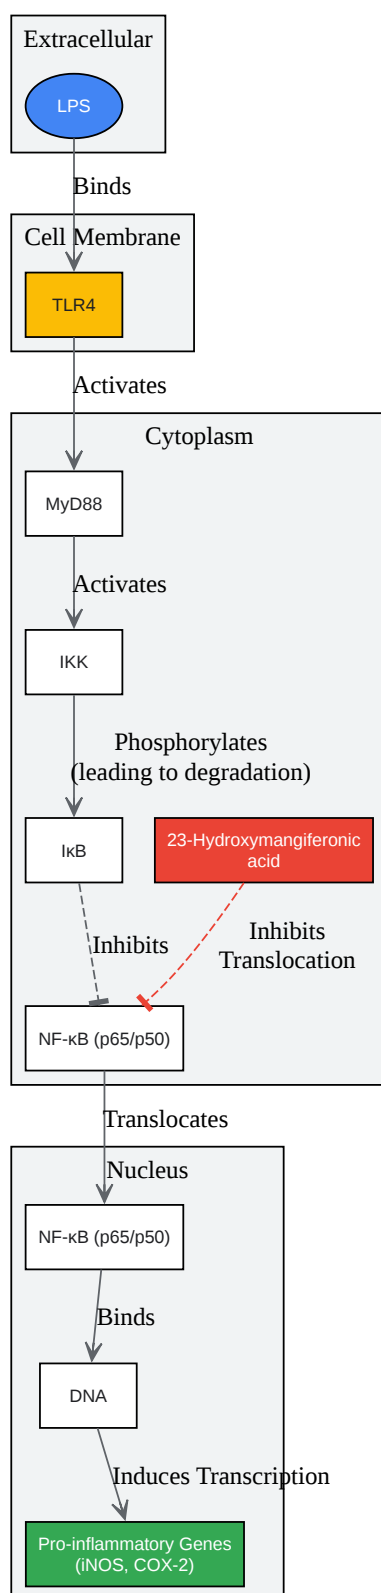 Extracellular
LPS
Binds
Cell Membrane
TLR4
Activates
Cytoplasm
MyD88
Activates
IKK
Phosphorylates
(leading to degradation)
IκB
23-Hydroxymangiferonic
acid
Inhibits
Inhibits
Translocation
NF-κB (p65/p50)
Translocates
Nucleus
NF-κB (p65/p50)
Binds
DNA
Induces Transcription
Pro-inflammatory Genes
(iNOS, COX-2)